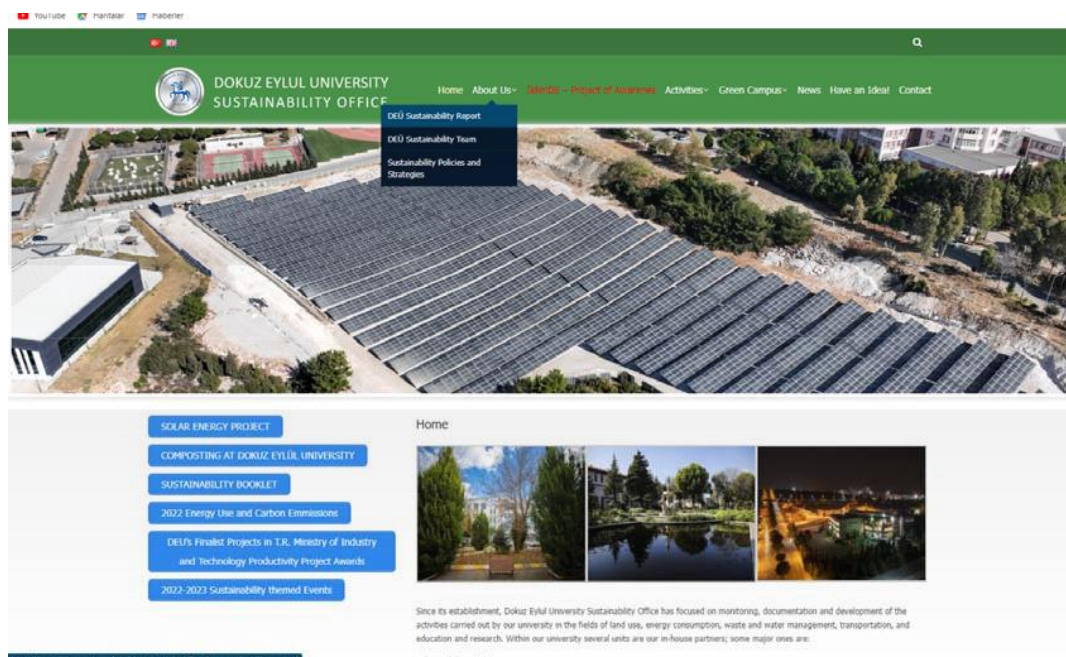 YouTube Haritalar Haberler
DOKUZ EYLUL UNIVERSITY
SUSTAINABILITY OFFICE
Home About Us Project of Awarenes Activities Green Campus News Have an Idea! Contact
DEÜ Sustainability Report
DEÜ Sustainability Team
Sustainability Policies and
Strategies
SOLAR ENERGY PROJECT
COMPOSTING AT DOKUZ EYLÜL UNIVERSITY
SUSTAINABILITY BOOKLET
2022 Energy Use and Carbon Emmissions
DEU's Finalist Projects in T.R. Ministry of Industry
and Technology Productivity Project Awards
2022-2023 Sustainability themed Events
Home
Since its establishment, Dokuz Eylul University Sustainability Office has focused on monitoring, documentation and development of the
activities carried out by our university in the fields of land use, energy consumption, waste and water management, transportation, and
education and research. Within our university several units are our in-house partners; some major ones are: